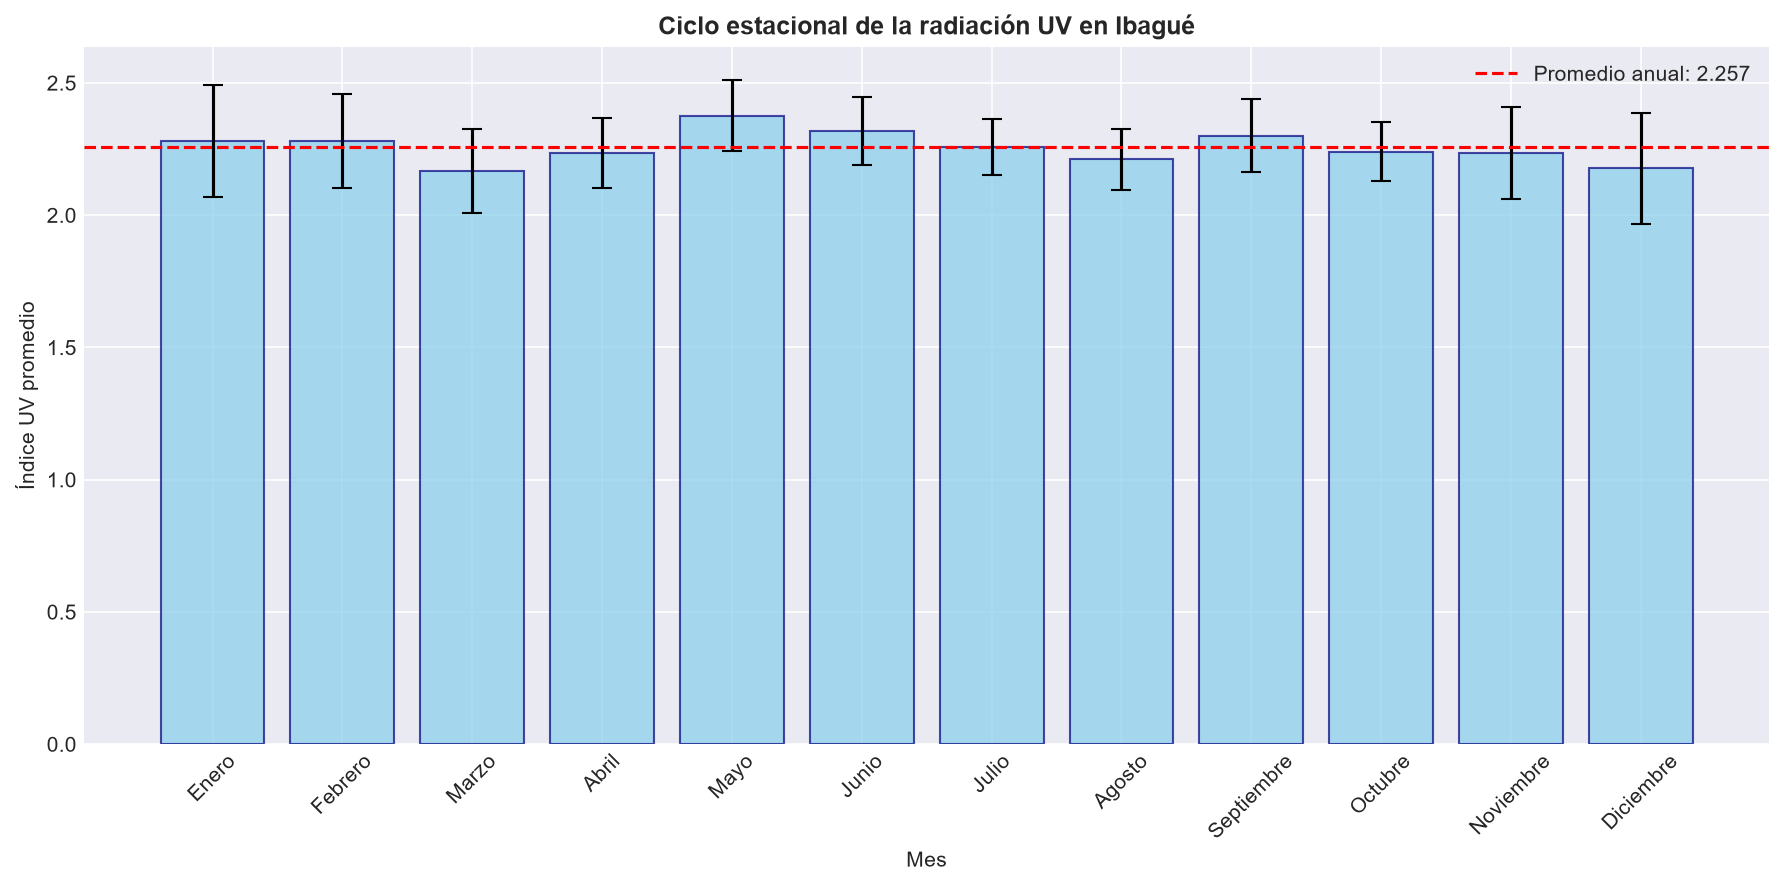 Ciclo estacional de la radiación UV en Ibagué
Promedio anual: 2.257
Índice UV promedio
2.5
2.0
1.5
1.0
0.5
0.0
Enero
Febrero
Marzo
Abril
Mayo
Junio
Julio
Agosto
Septiembre
Octubre
Noviembre
Diciembre
Mes